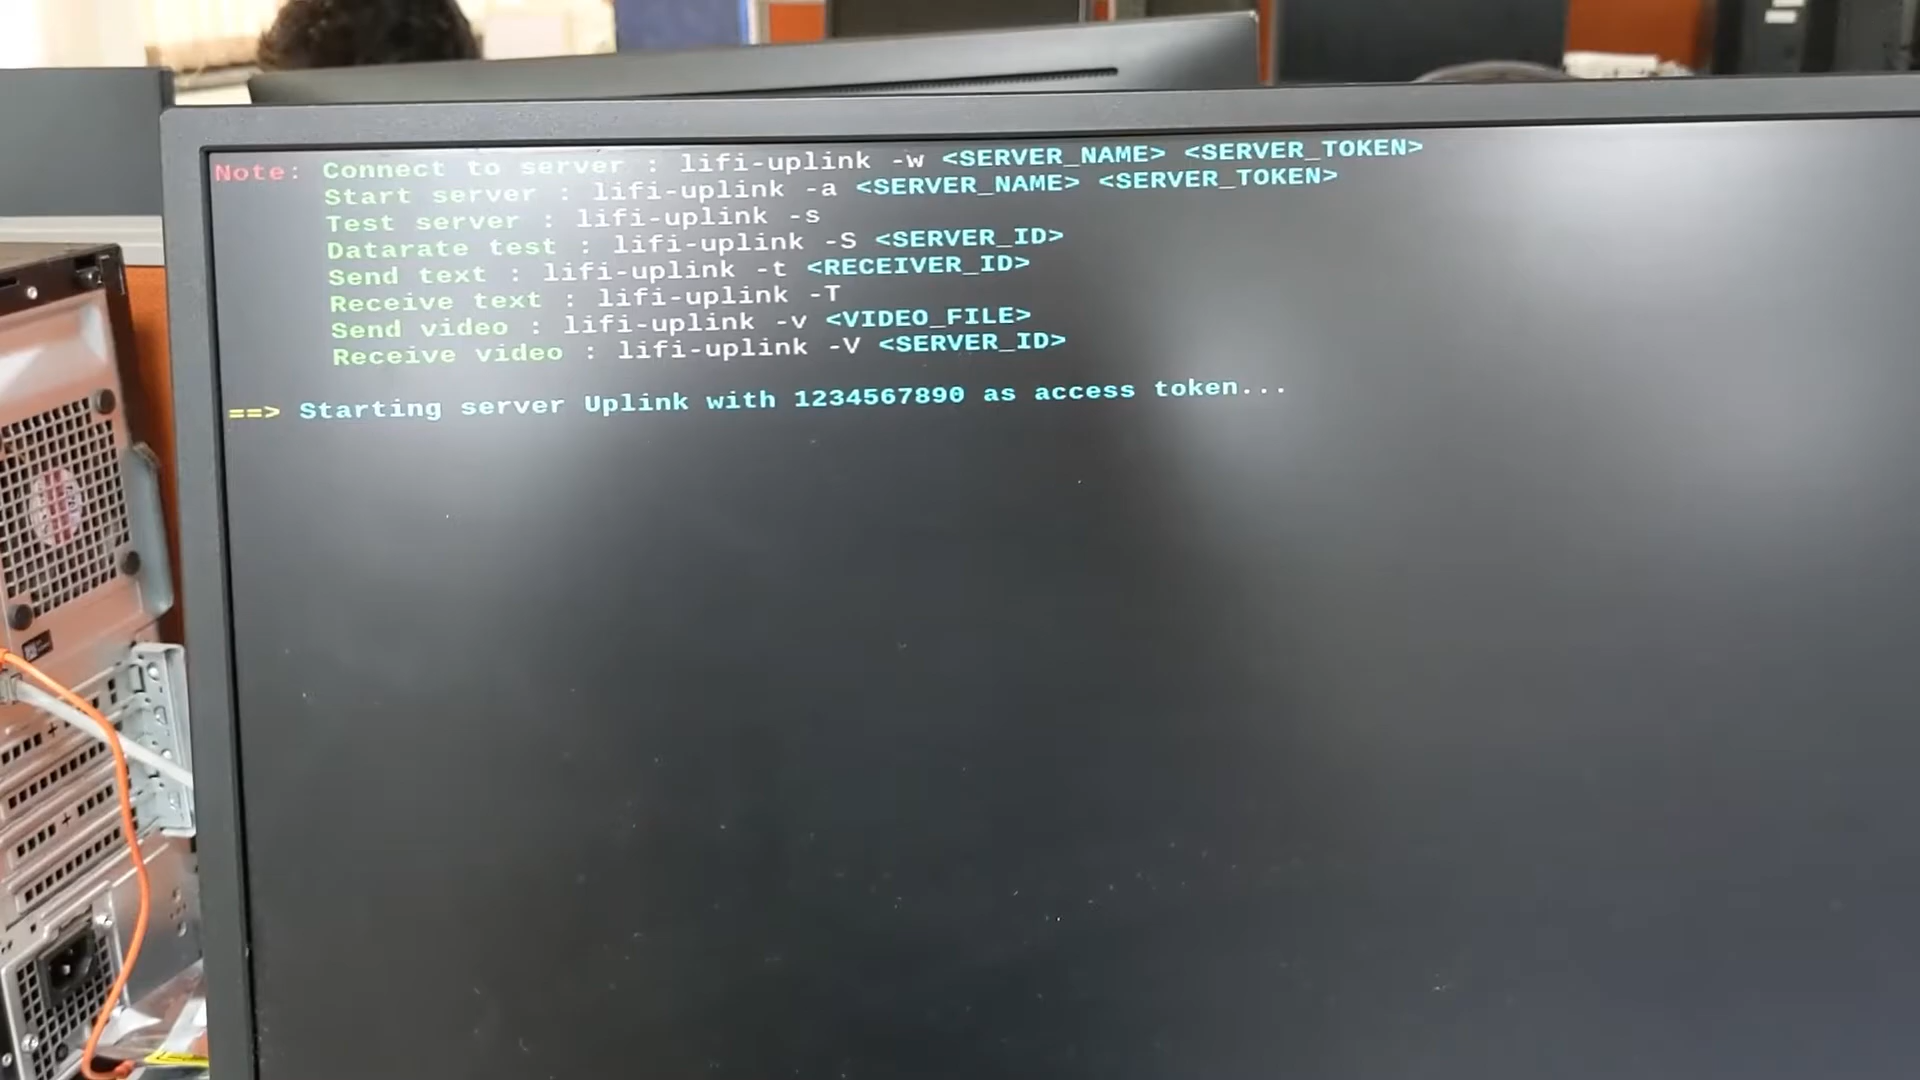 Note: Connect to server : lifi-uplink -w <SERVER_NAME> <SERVER_TOKEN>
Start server : lifi-uplink -a <SERVER_NAME> <SERVER_TOKEN>
Test server : lifi-uplink -s
Datarate test : lifi-uplink -S <SERVER_ID>
Send text : lifi-uplink -t <RECEIVER_ID>
Receive text : lifi-uplink -T
Send video : lifi-uplink -v <VIDEO_FILE>
Receive video : lifi-uplink -V <SERVER_ID>
==> Starting server Uplink with 1234567890 as access token...